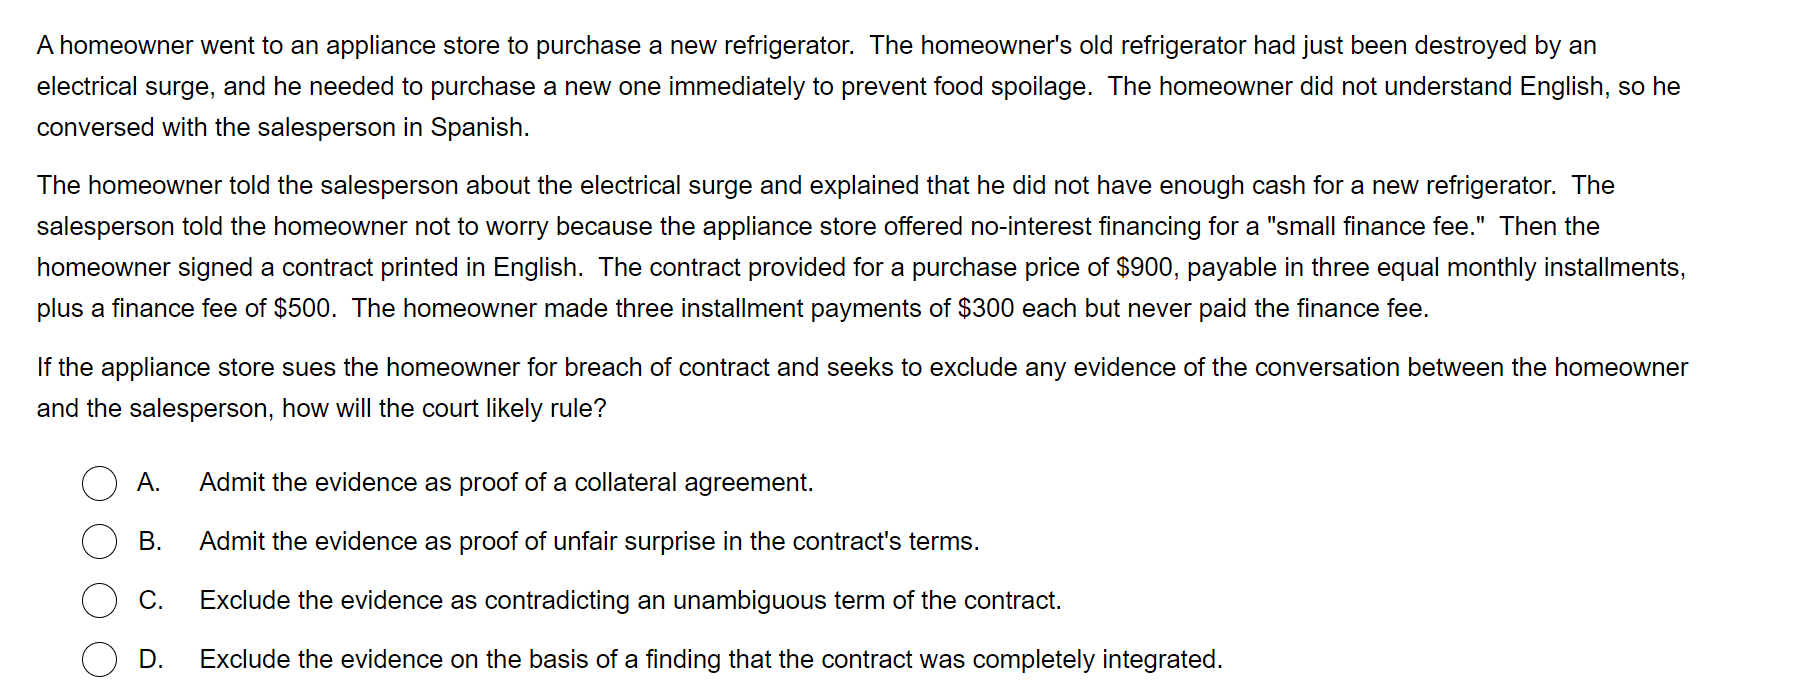 A homeowner went to an appliance store to purchase a new refrigerator.  The homeowner's old refrigerator had just been destroyed by an
electrical surge, and he needed to purchase a new one immediately to prevent food spoilage.  The homeowner did not understand English, so he
conversed with the salesperson in Spanish.
The homeowner told the salesperson about the electrical surge and explained that he did not have enough cash for a new refrigerator.  The
salesperson told the homeowner not to worry because the appliance store offered no-interest financing for a "small finance fee."  Then the
homeowner signed a contract printed in English.  The contract provided for a purchase price of $900, payable in three equal monthly installments,
plus a finance fee of $500.  The homeowner made three installment payments of $300 each but never paid the finance fee.
If the appliance store sues the homeowner for breach of contract and seeks to exclude any evidence of the conversation between the homeowner
and the salesperson, how will the court likely rule?
A. Admit the evidence as proof of a collateral agreement.
B. Admit the evidence as proof of unfair surprise in the contract's terms.
C. Exclude the evidence as contradicting an unambiguous term of the contract.
D. Exclude the evidence on the basis of a finding that the contract was completely integrated.